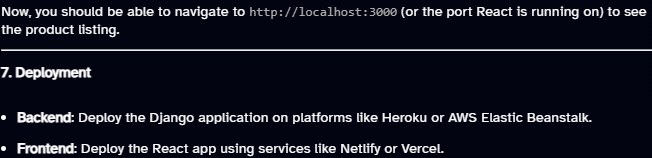 Now, you should be able to navigate to http://localhost:3000 (or the port React is running on) to see
the product listing.
7. Deployment
• Backend: Deploy the Django application on platforms like Heroku or AWS Elastic Beanstalk.
• Frontend: Deploy the React app using services like Netlify or Vercel.